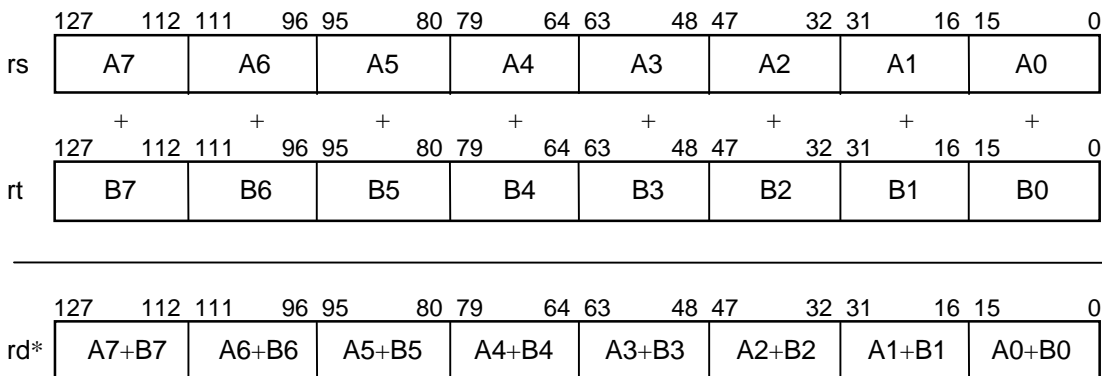 127 112 111 96 95 80 79 64 63 48 47 32 31 16 15 0
rs A7 A6 A5 A4 A3 A2 A1 A0
+ + + + + + + +
127 112 111 96 95 80 79 64 63 48 47 32 31 16 15 0
rt B7 B6 B5 B4 B3 B2 B1 B0
127 112 111 96 95 80 79 64 63 48 47 32 31 16 15 0
rd* A7+B7 A6+B6 A5+B5 A4+B4 A3+B3 A2+B2 A1+B1 A0+B0